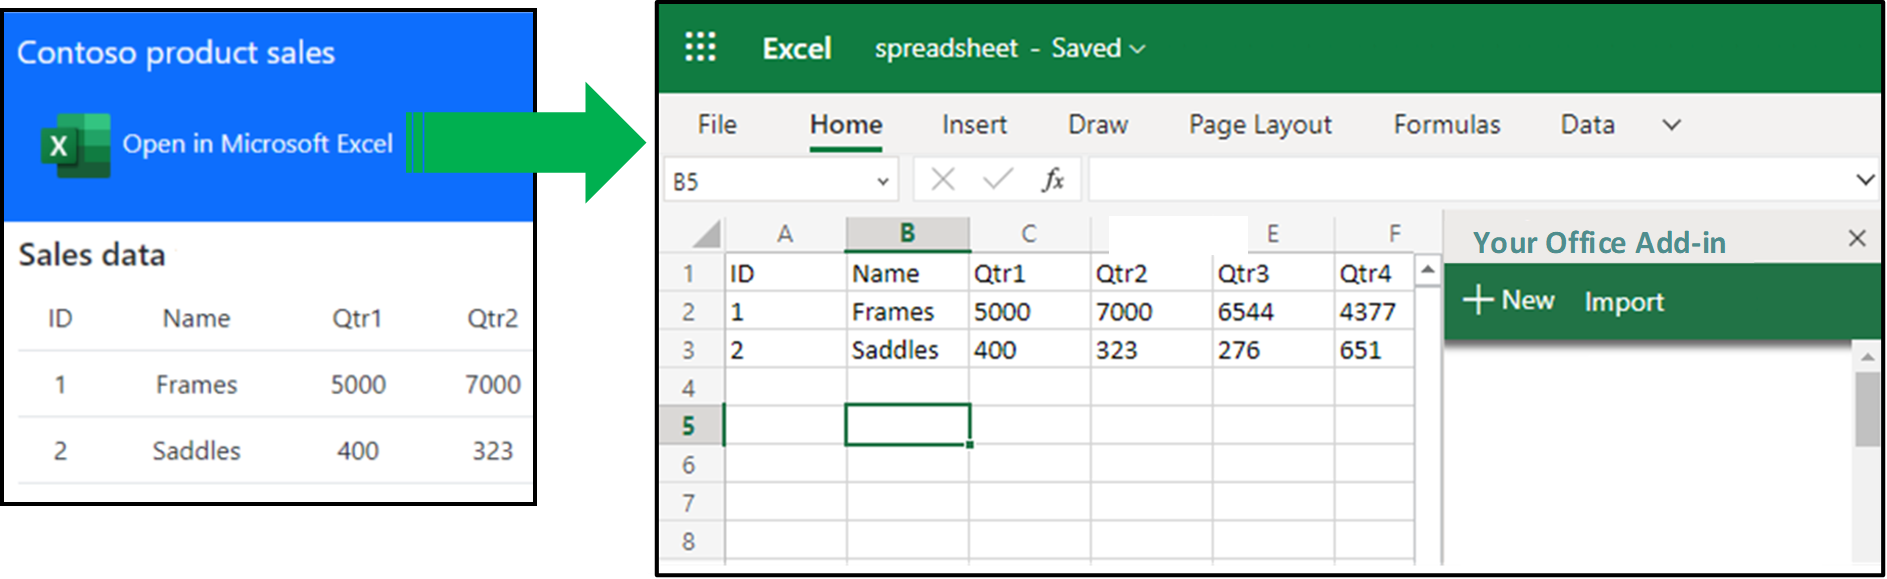 Contoso product sales
X Open in Microsoft Excel
Sales data
ID Name Qtr1 Qtr2
1 Frames 5000 7000
2 Saddles 400 323
Excel spreadsheet - Saved
File Home Insert Draw Page Layout Formulas Data
B5 fx
A B C E F
1 ID Name Qtr1 Qtr2 Qtr3 Qtr4
2 1 Frames 5000 7000 6544 4377
3 2 Saddles 400 323 276 651
4
5
6
7
8
Your Office Add-in
New Import